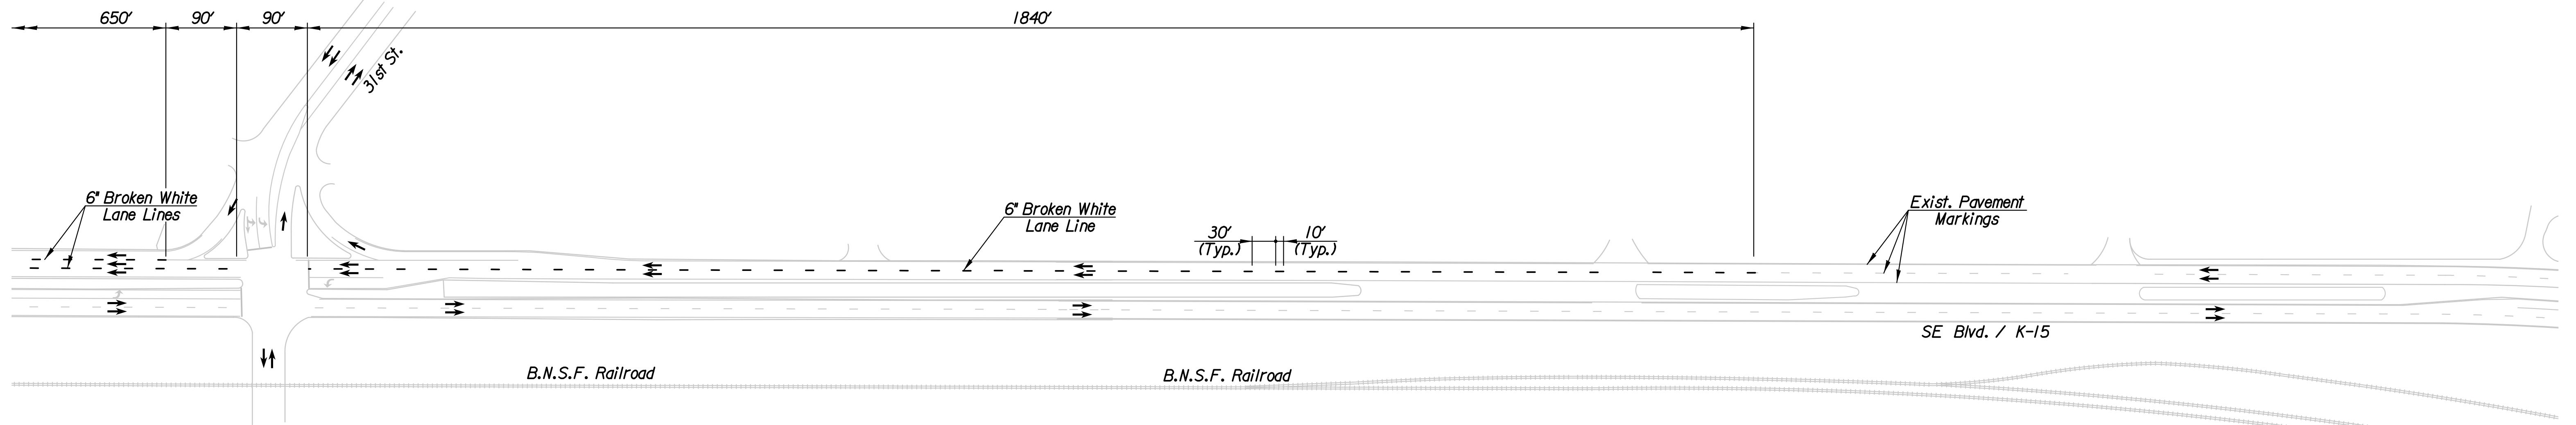 650'
90'
90'
1840'
31st St.
6" Broken White
Lane Lines
6" Broken White
Lane Line
30'
(Typ.)
10'
(Typ.)
Exist. Pavement
Markings
SE Blvd. / K-15
B.N.S.F. Railroad
B.N.S.F. Railroad